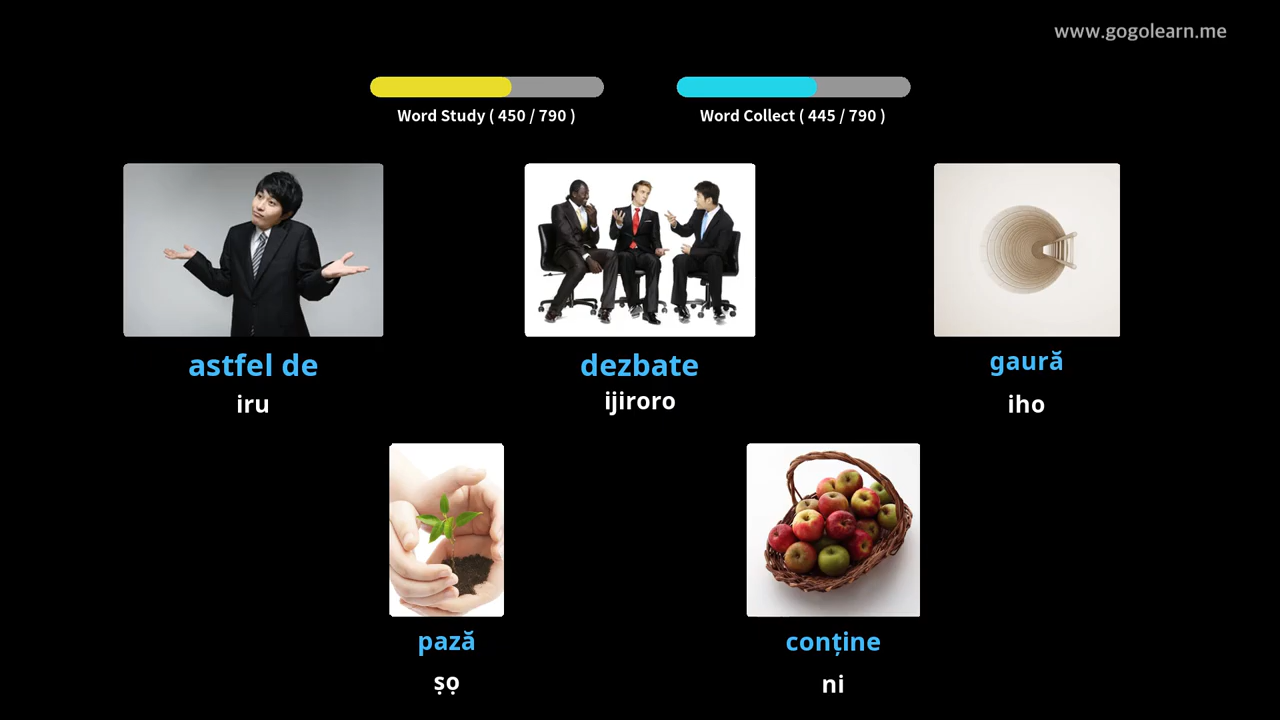 www.gogolearn.me
Word Study ( 450 / 790 )
Word Collect ( 445 / 790 )
astfel de
iru
dezbate
ijiroro
gaură
iho
pază
ṣọ
conține
ni